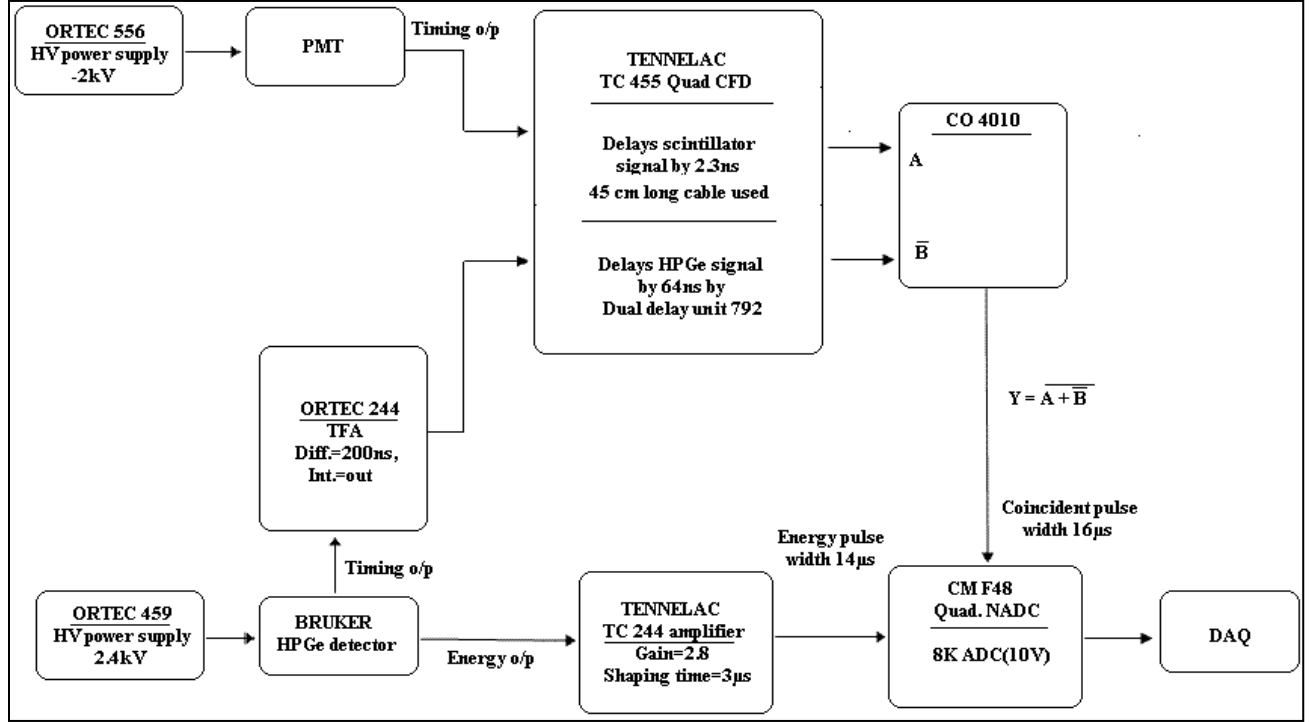 ORTEC 556
HV power supply
-2kV
PMT
Timing o/p
TENNELAC
TC 455 Quad CFD
Delays scintillator
signal by 2.3ns
45 cm long cable used
Delays HPGe signal
by 64ns by
Dual delay unit 792
CO 4010
A
B̅
ORTEC 244
TFA
Diff.=200ns,
Int.=out
Y = A̅ ̅+̅ ̅B̿
Coincident pulse
width 16µs
Energy pulse
width 14µs
Timing o/p
ORTEC 459
HV power supply
2.4kV
BRUKER
HPGe detector
Energy o/p
TENNELAC
TC 244 amplifier
Gain=2.8
Shaping time=3µs
CM F48
Quad. NADC
8K ADC(10V)
DAQ